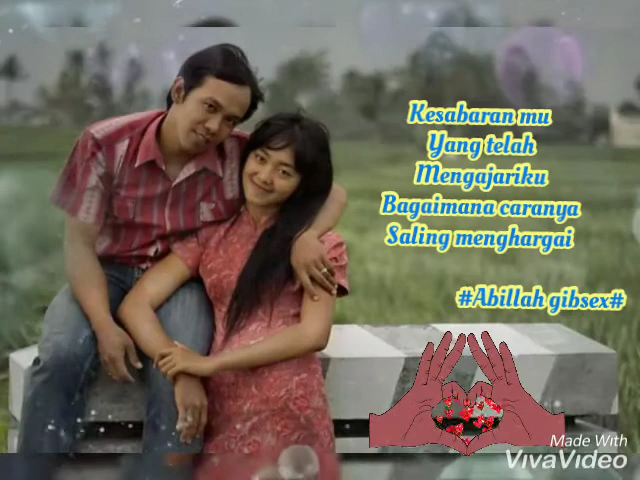 Kesabaran mu
Yang telah
Mengajariku
Bagaimana caranya
Saling menghargai
#Abillah gibsex#
Made With
VivaVideo